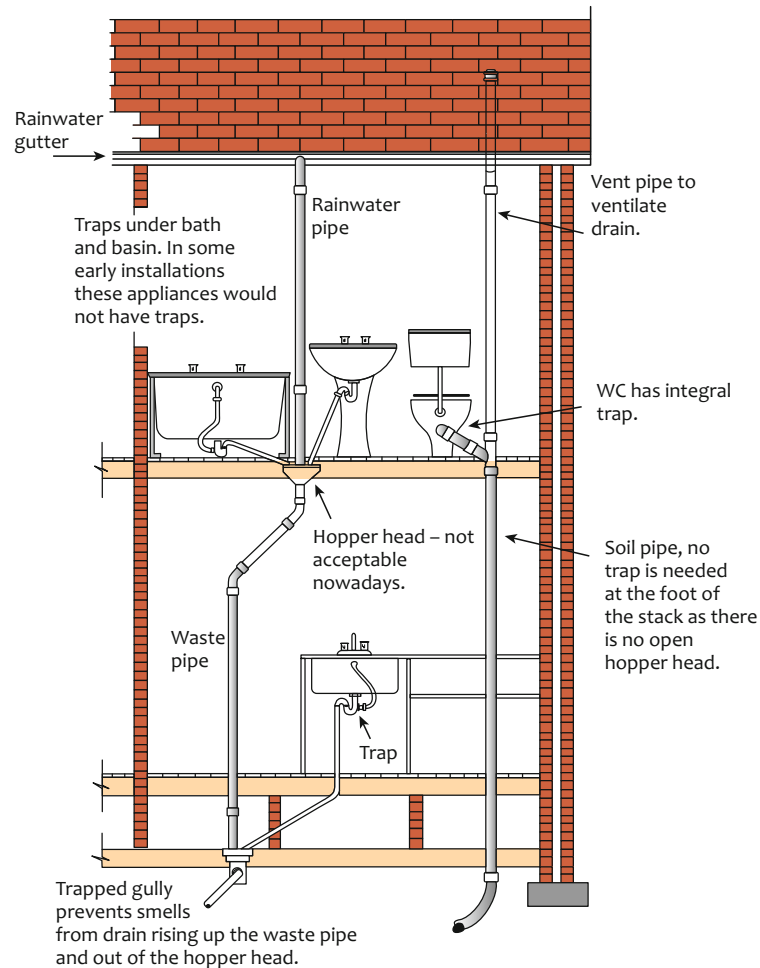 Rainwater
gutter
Rainwater
pipe
Vent pipe to
ventilate
drain.
Traps under bath
and basin. In some
early installations
these appliances would
not have traps.
WC has integral
trap.
Hopper head – not
acceptable
nowadays.
Soil pipe, no
trap is needed
at the foot of
the stack as there
is no open
hopper head.
Waste
pipe
Trap
Trapped gully
prevents smells
from drain rising up the waste pipe
and out of the hopper head.